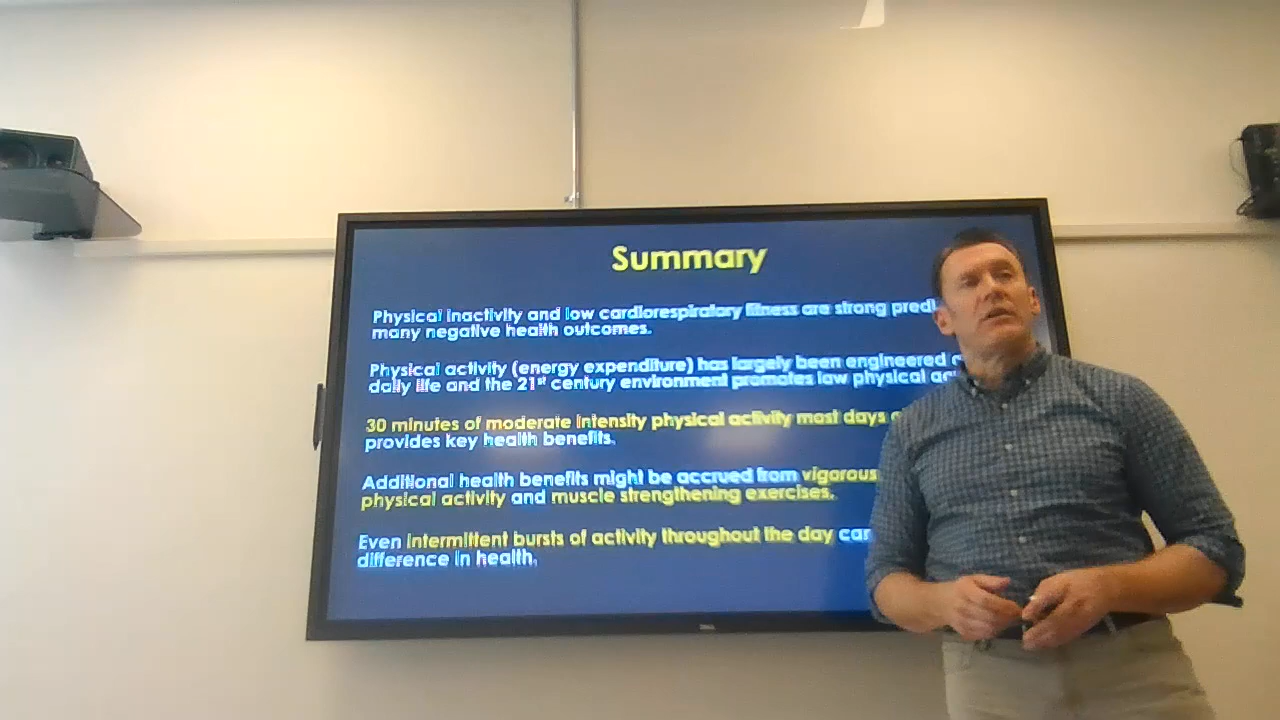 Summary
Physical inactivity and low cardiorespiratory fitness are strong
many negative health outcomes.
Physical activity (energy expenditure) has largely been engineered
daily life and the 21st century environment promotes low physical
30 minutes of moderate intensity physical activity most days
provides key health benefits.
Additional health benefits might be accrued from vigorous
physical activity and muscle strengthening exercises.
Even intermittent bursts of activity throughout the day can
difference in health.